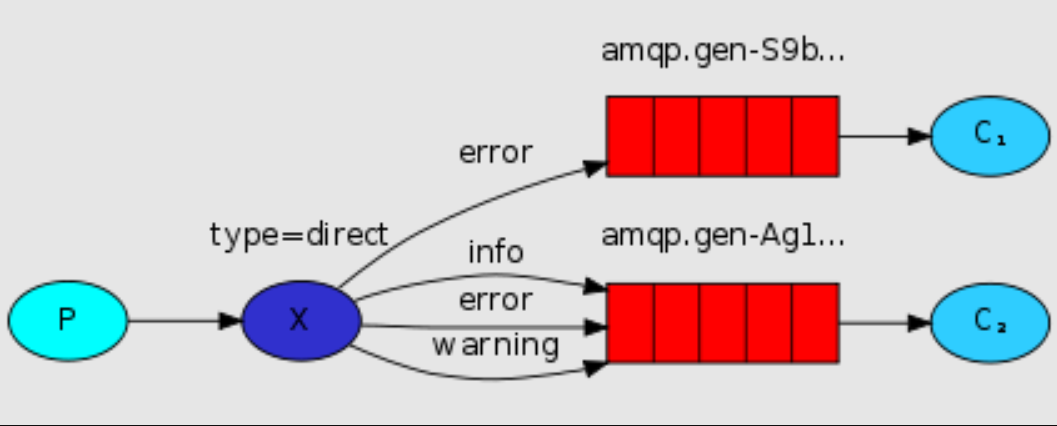 amqp.gen-S9b...
C₁
error
type=direct
amqp.gen-Ag1...
info
P
X
error
C₂
warning